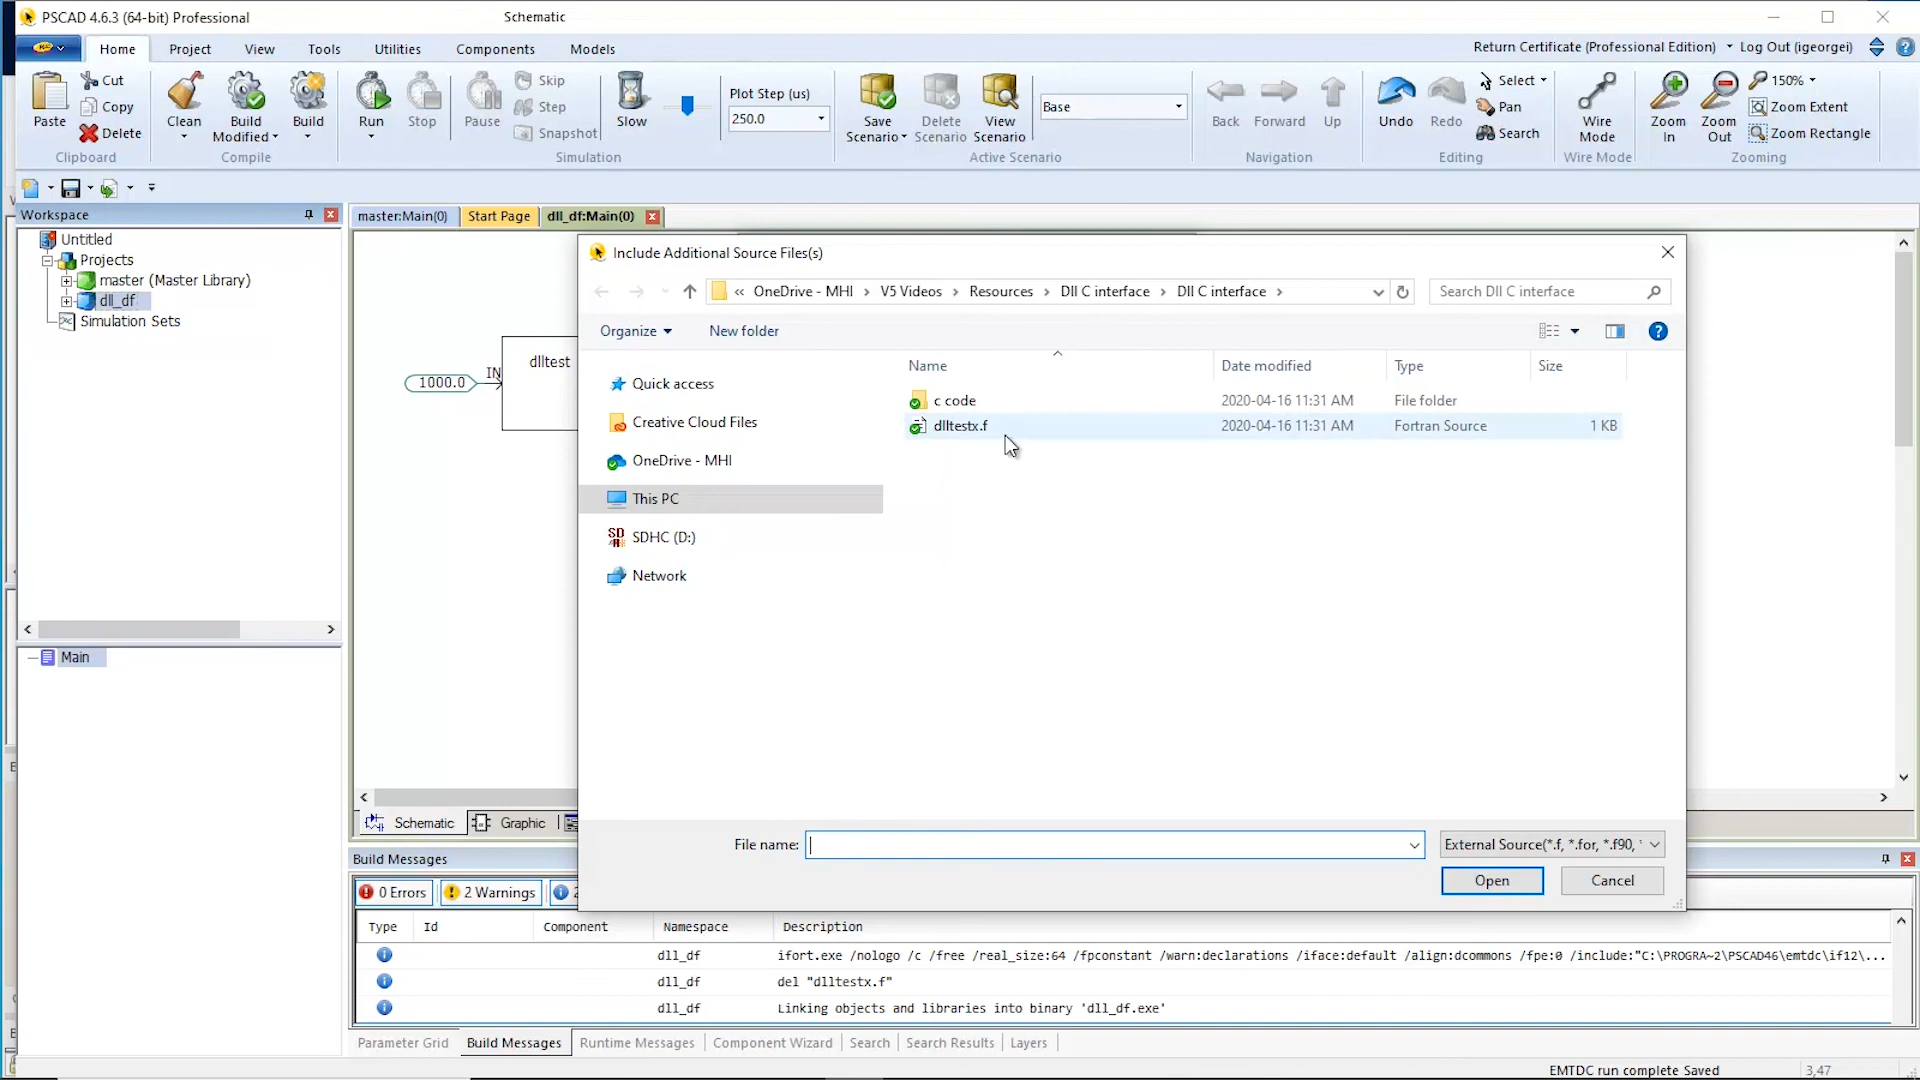 PSCAD 4.6.3 (64-bit) Professional
Schematic
Home Project View Tools Utilities Components Models
Return Certificate (Professional Edition) Log Out (igeorgei)
Paste
Cut
Copy
Delete
Clipboard
Clean
Build Modified
Build
Compile
Run
Stop
Pause
Skip
Step
Snapshot
Slow
Plot Step (us)
250.0
Simulation
Save Scenario
Delete Scenario
View Scenario
Base
Active Scenario
Back
Forward
Up
Navigation
Undo
Redo
Select
Pan
Search
Editing
Wire Mode
Wire Mode
Zoom In
Zoom Out
150%
Zoom Extent
Zoom Rectangle
Zooming
Workspace
Untitled
Projects
master (Master Library)
dll_df
Simulation Sets
Main
master:Main(0) Start Page dll_df:Main(0)
1000.0
IN
dlltest
Include Additional Source Files(s)
« OneDrive - MHI › V5 Videos › Resources › Dll C interface › Dll C interface ›
Search Dll C interface
Organize New folder
Quick access
Creative Cloud Files
OneDrive - MHI
This PC
SDHC (D:)
Network
Name Date modified Type Size
c code 2020-04-16 11:31 AM File folder
dlltestx.f 2020-04-16 11:31 AM Fortran Source 1 KB
File name:
External Source(*.f, *.for, *.f90,
Open Cancel
Schematic Graphic
Build Messages
0 Errors 2 Warnings 2
Type Id Component Namespace Description
dll_df ifort.exe /nologo /c /free /real_size:64 /fpconstant /warn:declarations /iface:default /align:dcommons /fpe:0 /include:"C:\PROGRA~2\PSCAD46\emtdc\if12\...
dll_df del "dlltestx.f"
dll_df Linking objects and libraries into binary 'dll_df.exe'
Parameter Grid Build Messages Runtime Messages Component Wizard Search Search Results Layers
EMTDC run complete Saved 3,47